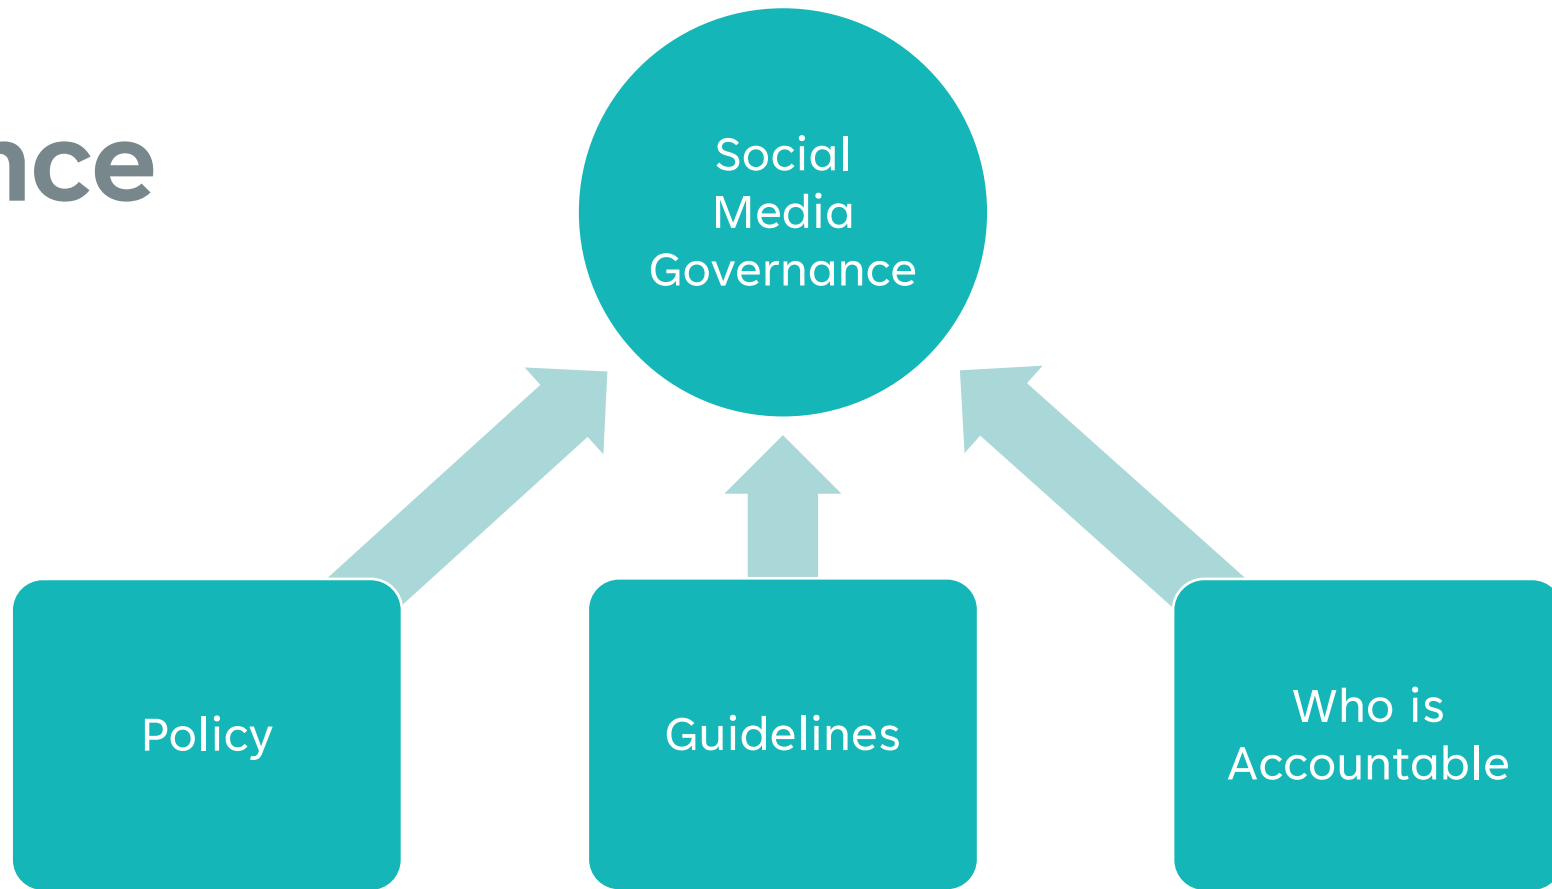 nce
Social
Media
Governance
Policy
Guidelines
Who is
Accountable